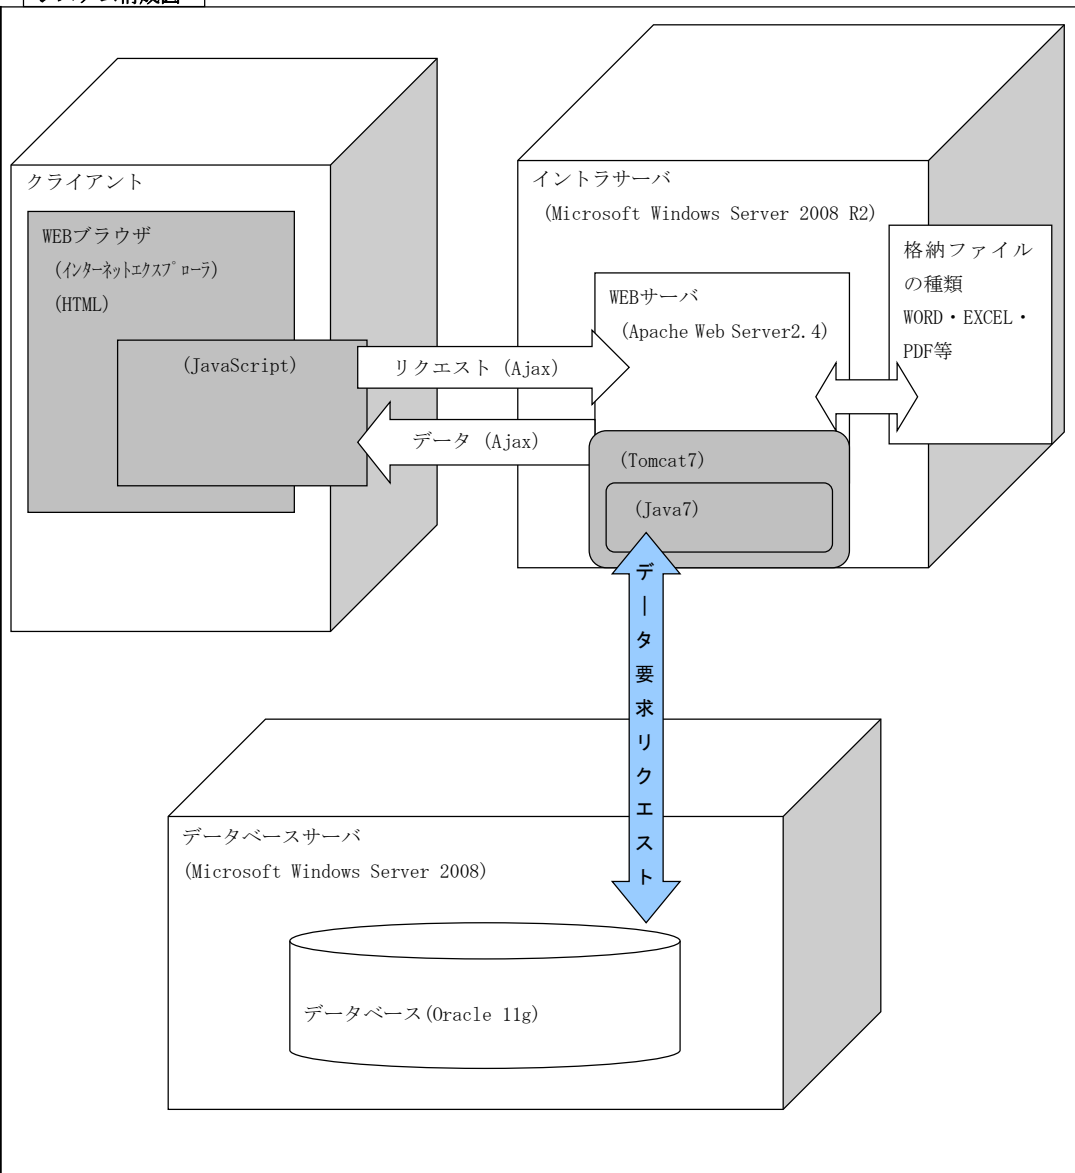 クライアント
WEBブラウザ
(ｲﾝﾀｰﾈｯﾄｴｸｽﾌﾟﾛｰﾗ)
(HTML)
(JavaScript)
リクエスト (Ajax)
データ (Ajax)
イントラサーバ
(Microsoft Windows Server 2008 R2)
WEBサーバ
(Apache Web Server2.4)
(Tomcat7)
(Java7)
格納ファイル
の種類
WORD・EXCEL・
PDF等
データ要求リクエスト
データベースサーバ
(Microsoft Windows Server 2008)
データベース(Oracle 11g)